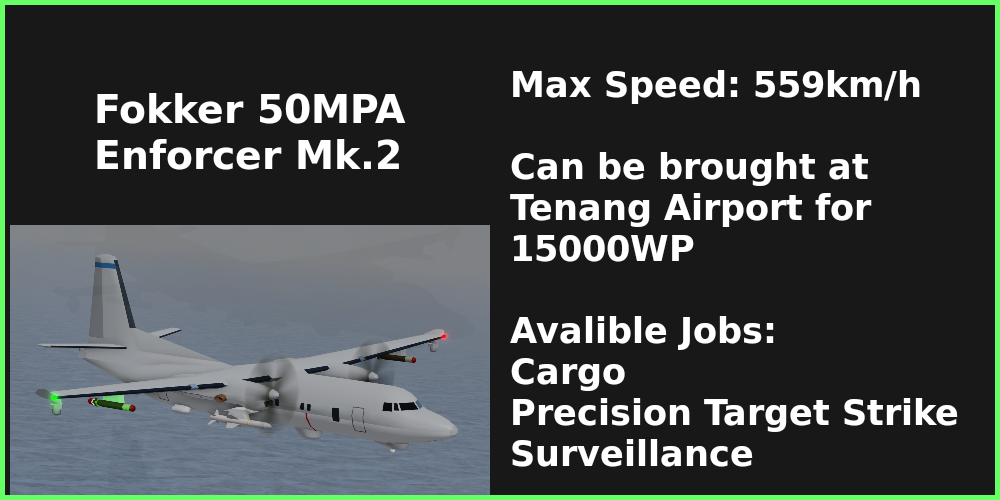 Fokker 50MPA
Enforcer Mk.2
Max Speed: 559km/h
Can be brought at
Tenang Airport for
15000WP
Avalible Jobs:
Cargo
Precision Target Strike
Surveillance